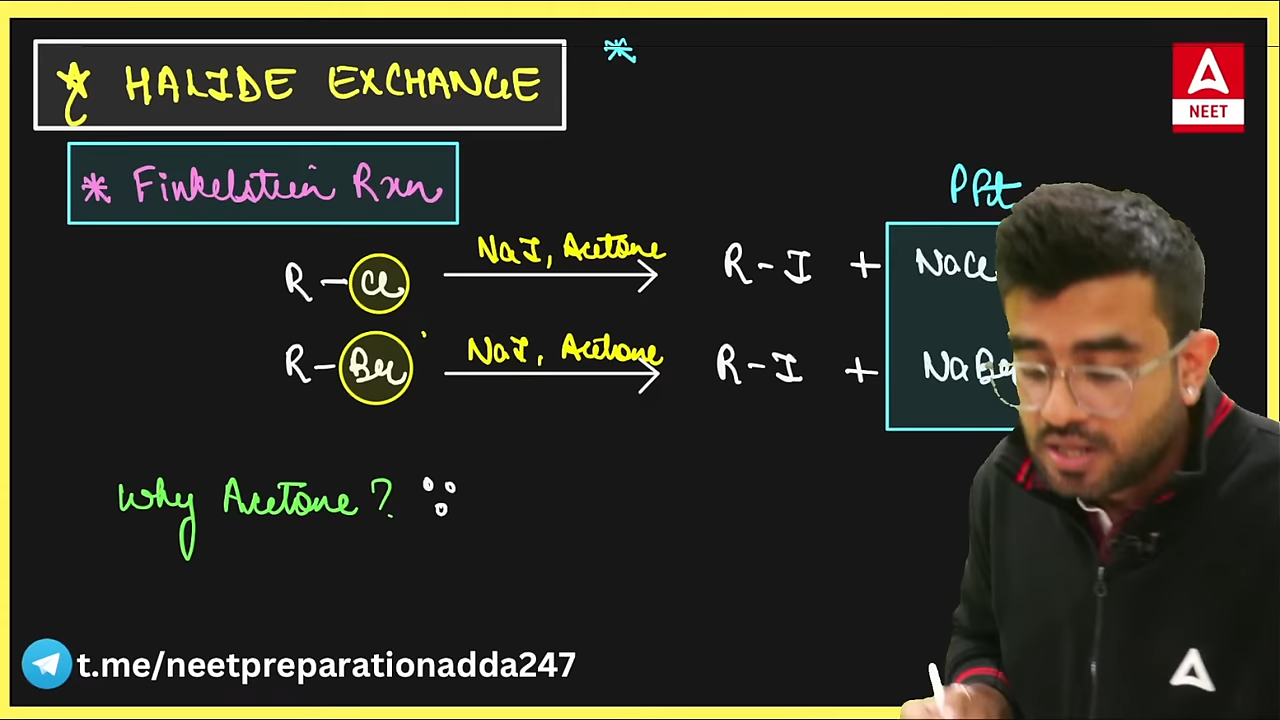 HALIDE EXCHANGE
NEET
Finkelstein Rxn
PPt
R-Cl NaI, Acetone R-I + NaCl
R-Br NaI, Acetone R-I + NaBr
Why Acetone? ∵
t.me/neetpreparationadda247